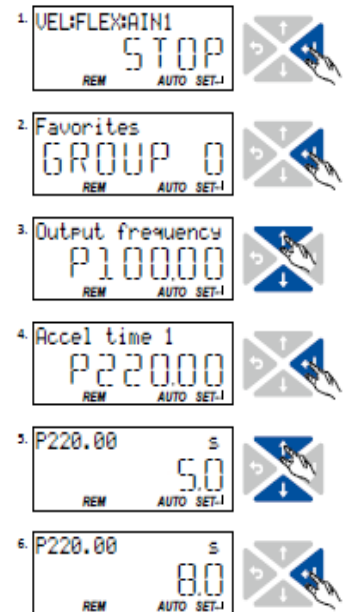 1. VEL:FLEX:AIN1
STOP
REM AUTO SET
2. Favorites
GROUP 0
REM AUTO SET
3. Output frequency
P100.00
REM AUTO SET
4. Accel time 1
P220.00
REM AUTO SET
5. P220.00 s
5.0
REM AUTO SET
6. P220.00 s
8.0
REM AUTO SET